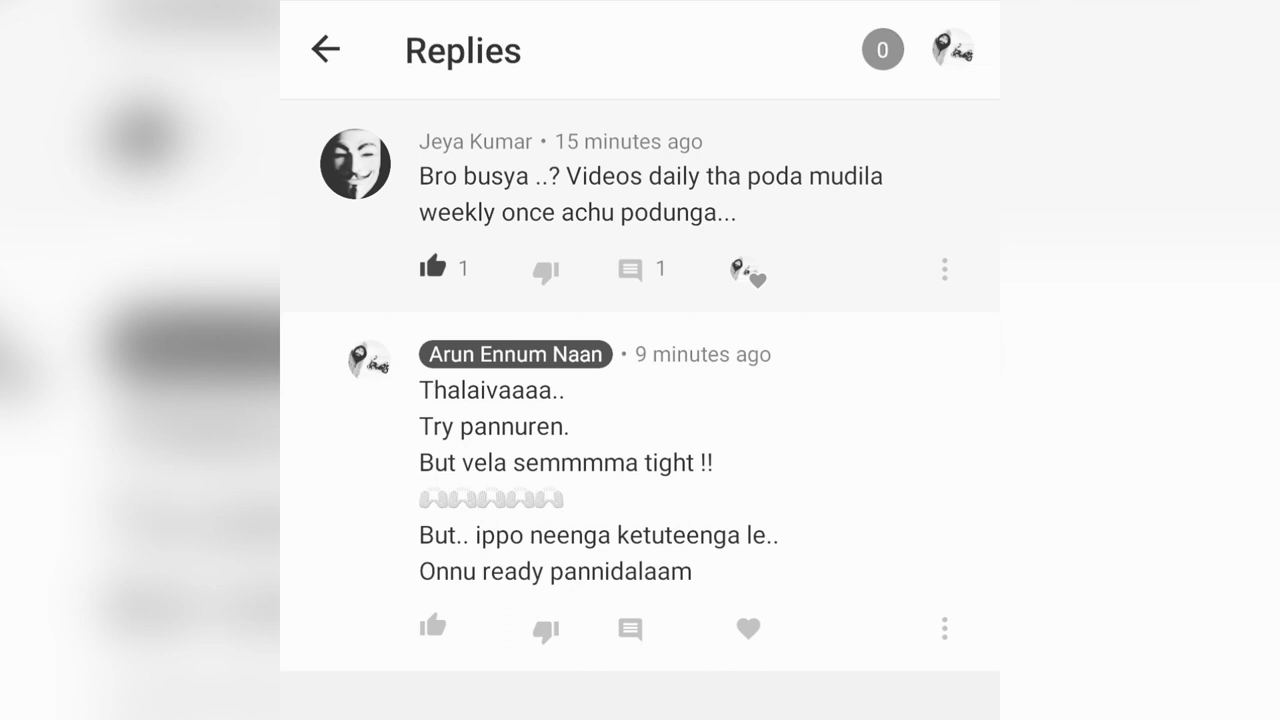 Replies
0
Jeya Kumar • 15 minutes ago
Bro busya ..? Videos daily tha poda mudila
weekly once achu podunga...
1
1
Arun Ennum Naan • 9 minutes ago
Thalaivaaaa..
Try pannuren.
But vela semmmma tight !!
🙌🙌🙌🙌🙌
But.. ippo neenga ketuteenga le..
Onnu ready pannidalaam